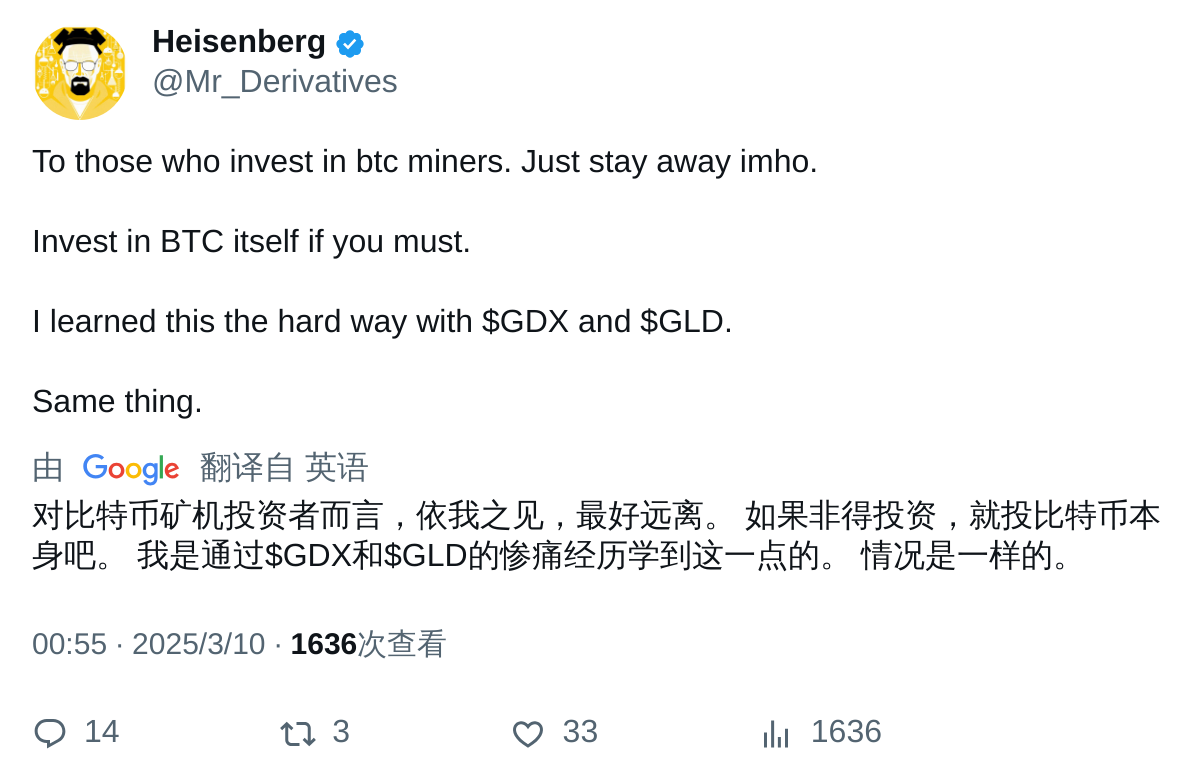 Heisenberg
@Mr_Derivatives
To those who invest in btc miners. Just stay away imho.
Invest in BTC itself if you must.
I learned this the hard way with $GDX and $GLD.
Same thing.
由 Google 翻译自 英语
对比特币矿机投资者而言，依我之见，最好远离。 如果非得投资，就投比特币本
身吧。 我是通过$GDX和$GLD的惨痛经历学到这一点的。 情况是一样的。
00:55 · 2025/3/10 · 1636次查看
14 3 33 1636